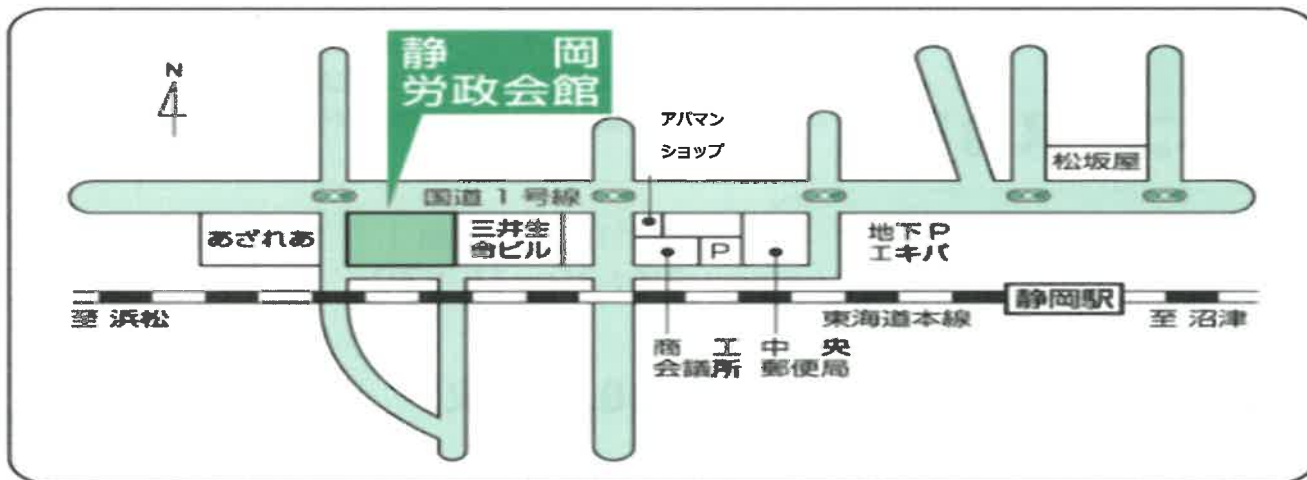 N
静岡
労政会館
アパマン
ショップ
松坂屋
国道1号線
あざれあ
三井生
命ビル
P
地下P
エキパ
静岡駅
至 浜松
東海道本線
至 沼津
商工
会議所
中央
郵便局